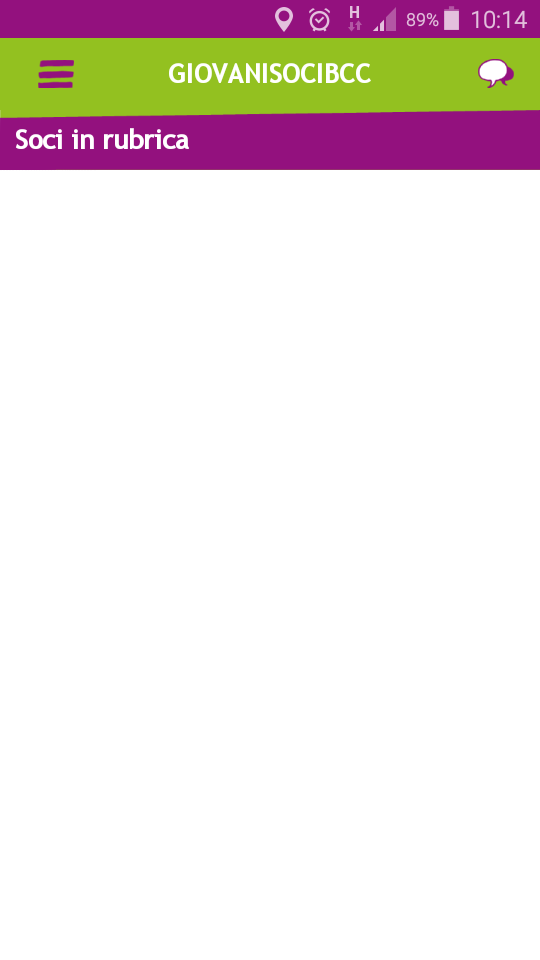 H 89% 10:14
GIOVANISOCIBCC
Soci in rubrica